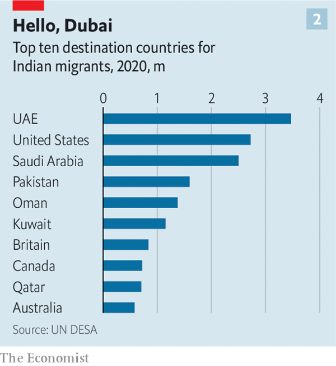 2
Hello, Dubai
Top ten destination countries for
Indian migrants, 2020, m
0 1 2 3 4
UAE
United States
Saudi Arabia
Pakistan
Oman
Kuwait
Britain
Canada
Qatar
Australia
Source: UN DESA
The Economist